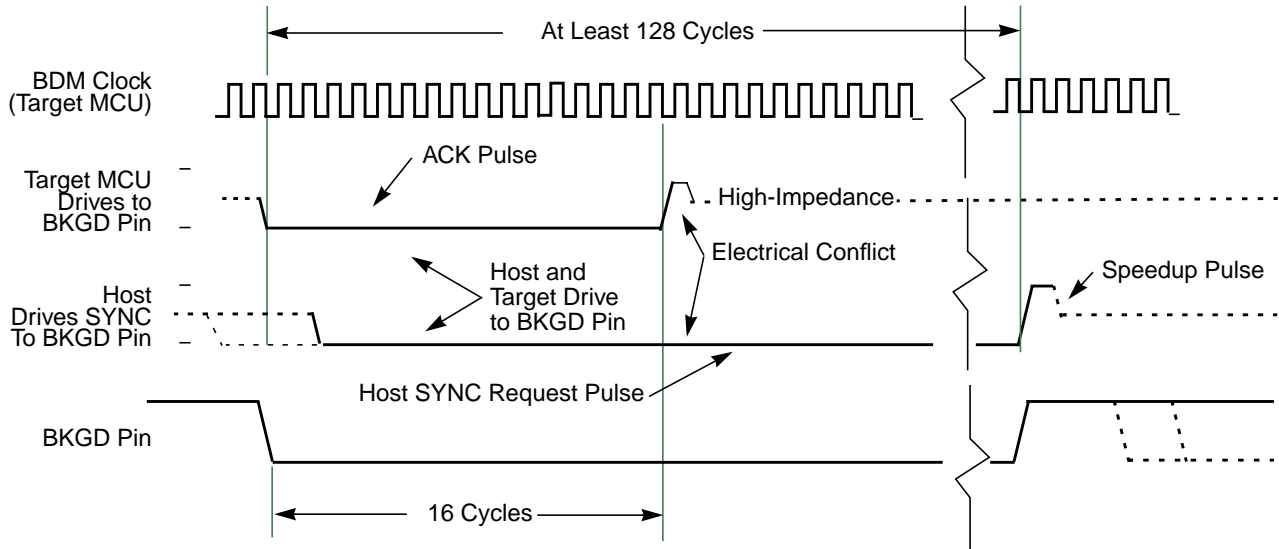 At Least 128 Cycles
BDM Clock
(Target MCU)
ACK Pulse
Target MCU
Drives to
BKGD Pin
High-Impedance
Electrical Conflict
Host and
Target Drive
to BKGD Pin
Speedup Pulse
Host
Drives SYNC
To BKGD Pin
Host SYNC Request Pulse
BKGD Pin
16 Cycles